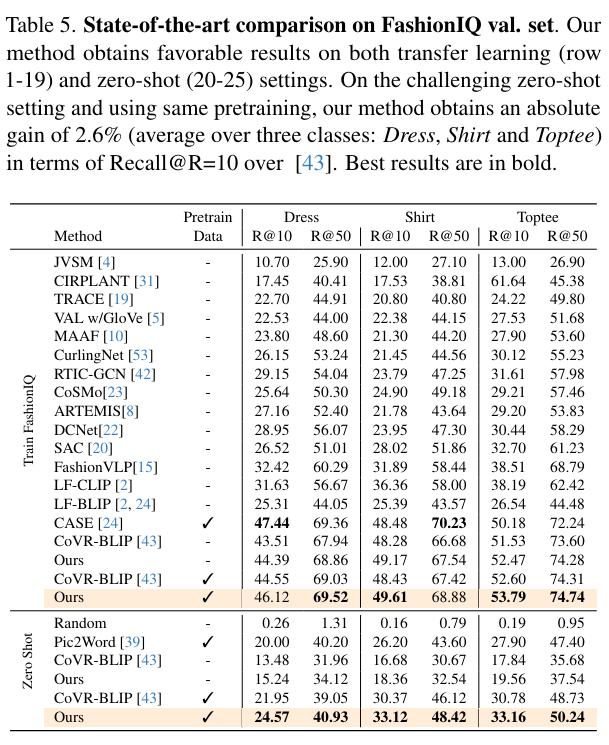 Table 5. State-of-the-art comparison on FashionIQ val. set. Our
method obtains favorable results on both transfer learning (row
1-19) and zero-shot (20-25) settings. On the challenging zero-shot
setting and using same pretraining, our method obtains an absolute
gain of 2.6% (average over three classes: Dress, Shirt and Toptee)
in terms of Recall@R=10 over [43]. Best results are in bold.
Pretrain Dress Shirt Toptee
Method Data R@10 R@50 R@10 R@50 R@10 R@50
Train FashionIQ
JVSM [4] - 10.70 25.90 12.00 27.10 13.00 26.90
CIRPLANT [31] - 17.45 40.41 17.53 38.81 61.64 45.38
TRACE [19] - 22.70 44.91 20.80 40.80 24.22 49.80
VAL w/GloVe [5] - 22.53 44.00 22.38 44.15 27.53 51.68
MAAF [10] - 23.80 48.60 21.30 44.20 27.90 53.60
CurlingNet [53] - 26.15 53.24 21.45 44.56 30.12 55.23
RTIC-GCN [42] - 29.15 54.04 23.79 47.25 31.61 57.98
CoSMo[23] - 25.64 50.30 24.90 49.18 29.21 57.46
ARTEMIS[8] - 27.16 52.40 21.78 43.64 29.20 53.83
DCNet[22] - 28.95 56.07 23.95 47.30 30.44 58.29
SAC [20] - 26.52 51.01 28.02 51.86 32.70 61.23
FashionVLP[15] - 32.42 60.29 31.89 58.44 38.51 68.79
LF-CLIP [2] - 31.63 56.67 36.36 58.00 38.19 62.42
LF-BLIP [2, 24] - 25.31 44.05 25.39 43.57 26.54 44.48
CASE [24] ✓ 47.44 69.36 48.48 70.23 50.18 72.24
CoVR-BLIP [43] - 43.51 67.94 48.28 66.68 51.53 73.60
Ours - 44.39 68.86 49.17 67.54 52.47 74.28
CoVR-BLIP [43] ✓ 44.55 69.03 48.43 67.42 52.60 74.31
Ours ✓ 46.12 69.52 49.61 68.88 53.79 74.74
Zero Shot
Random - 0.26 1.31 0.16 0.79 0.19 0.95
Pic2Word [39] ✓ 20.00 40.20 26.20 43.60 27.90 47.40
CoVR-BLIP [43] - 13.48 31.96 16.68 30.67 17.84 35.68
Ours - 15.24 34.12 18.36 32.54 19.56 37.54
CoVR-BLIP [43] ✓ 21.95 39.05 30.37 46.12 30.78 48.73
Ours ✓ 24.57 40.93 33.12 48.42 33.16 50.24